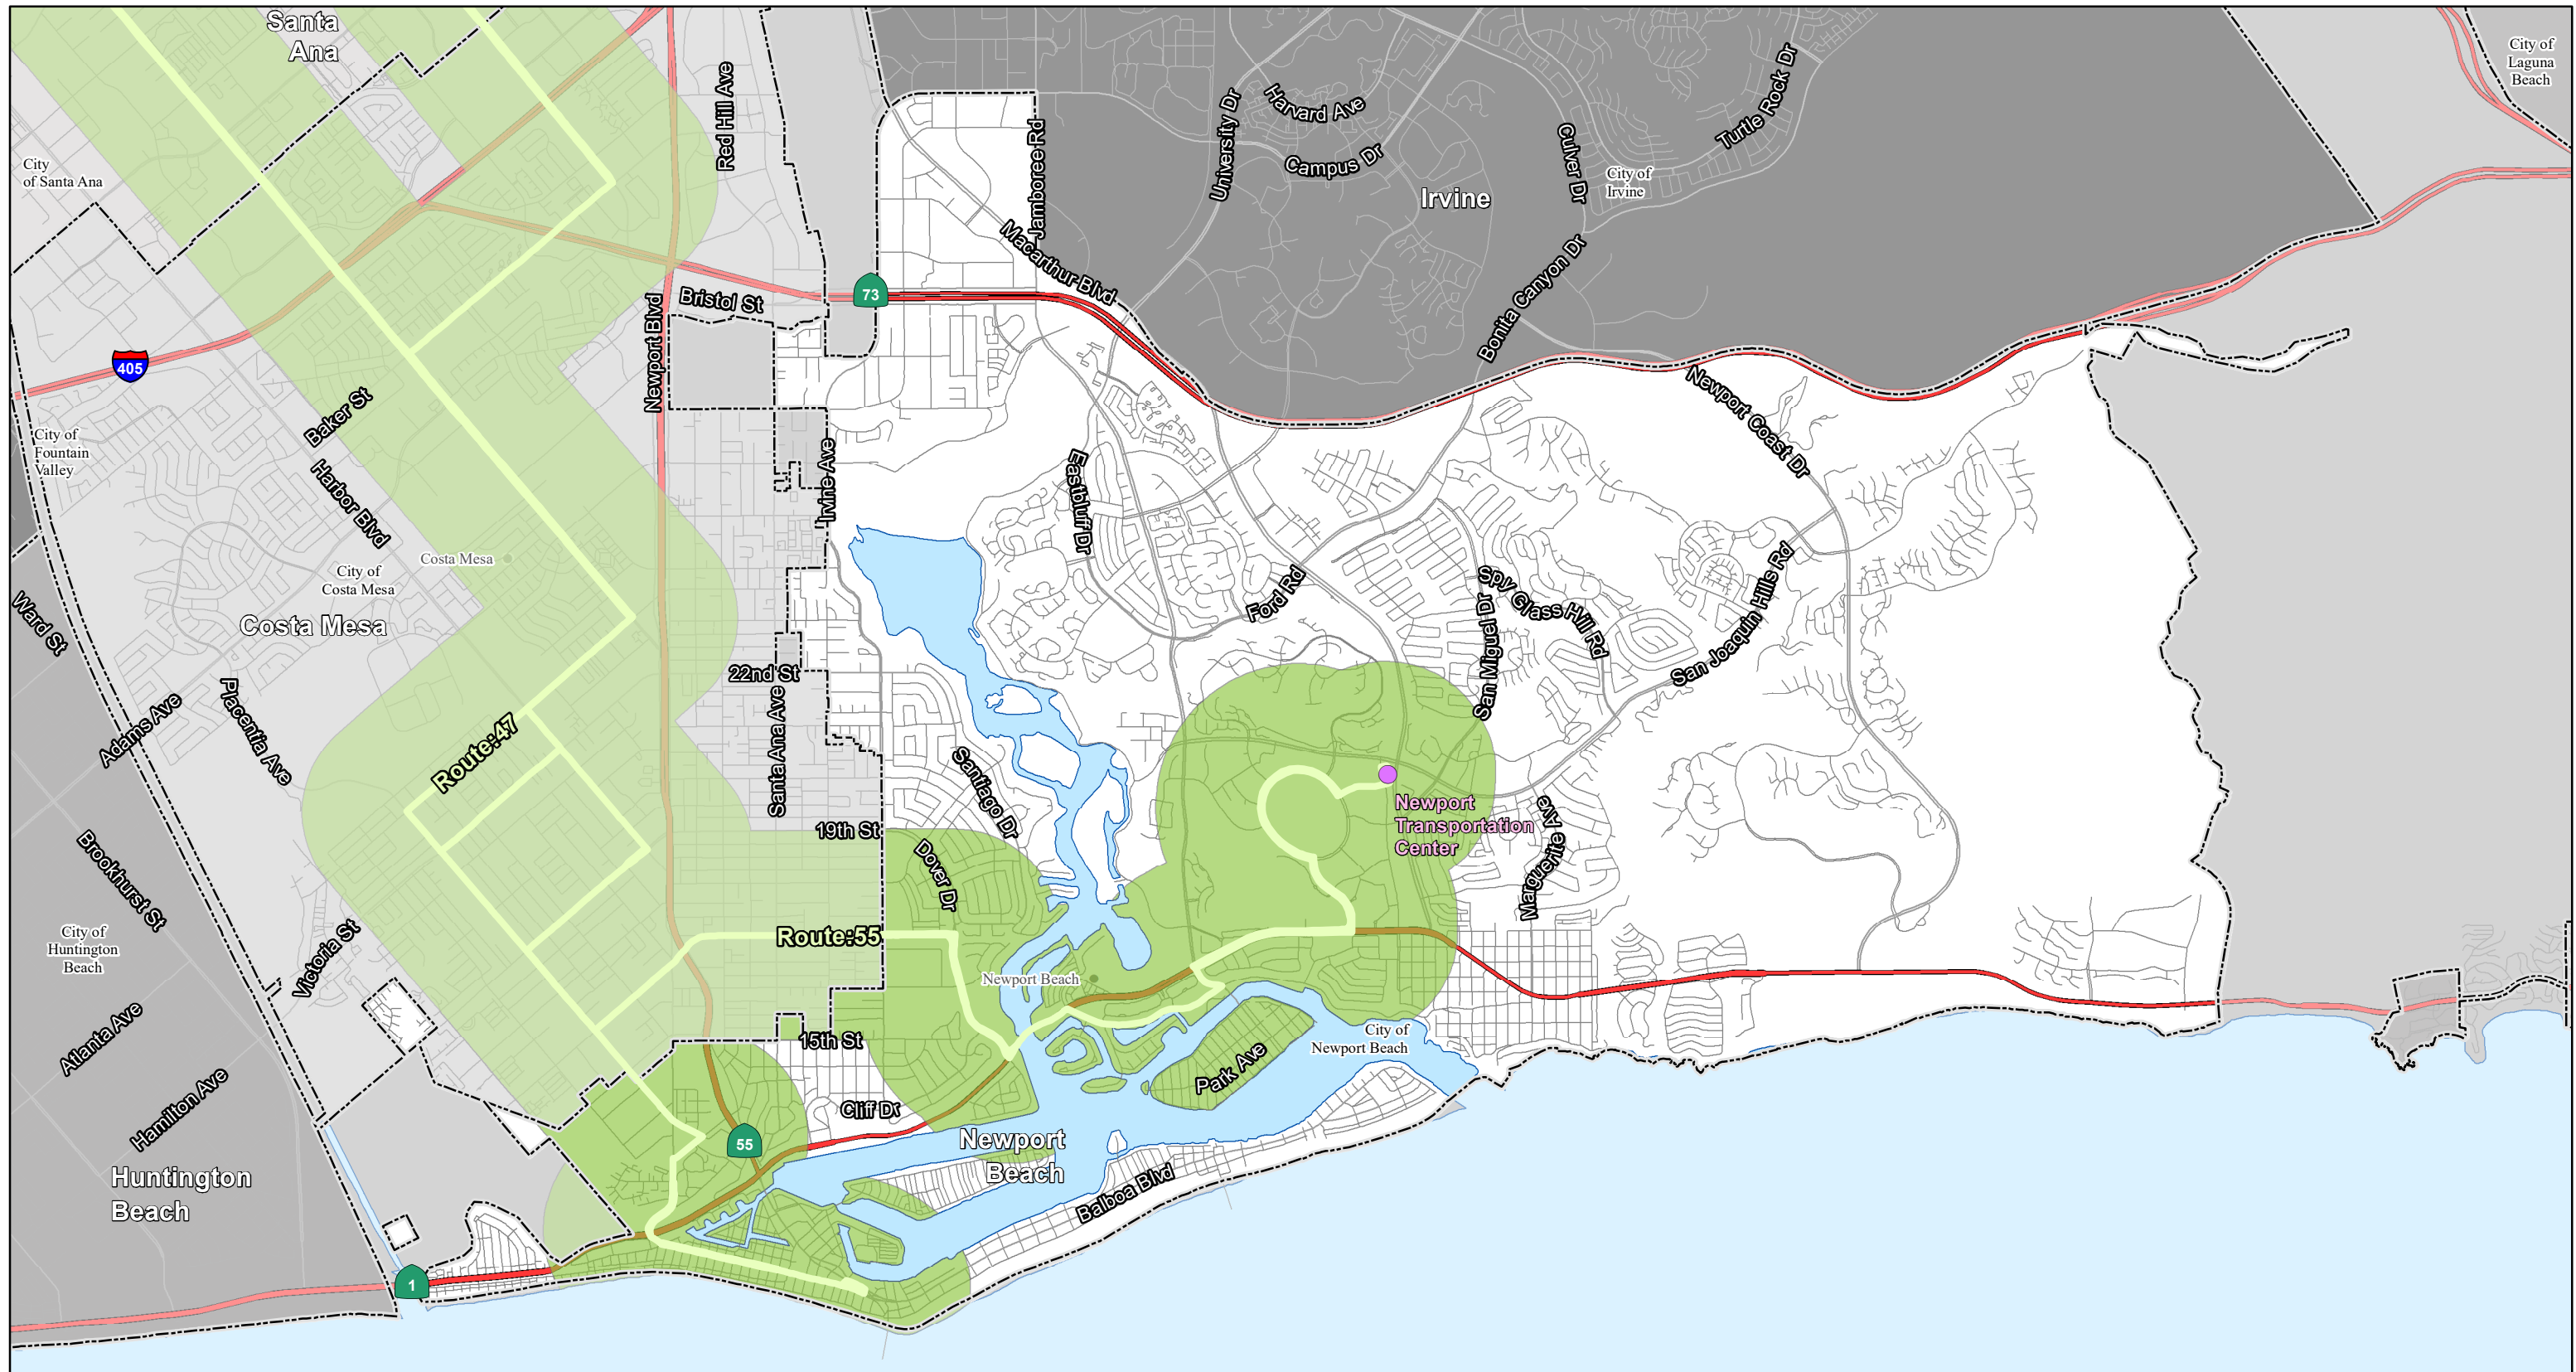 Santa
Ana
City of
Laguna
Beach
Red Hill Ave
Harvard Ave
Turtle Rock Dr
University Dr
Jamboree Rd
Culver Dr
Campus Dr
City
of Santa Ana
City of
Irvine
Irvine
Macarthur Blvd
Bonita Canyon Dr
73
Bristol St
Newport Blvd
405
Baker St
Newport Coast Dr
City of
Fountain
Valley
Harbor Blvd
Irvine Ave
Eastbluff Dr
Costa Mesa
City of
Costa Mesa
Costa Mesa
Ward St
Ford Rd
Spy Glass Hill Rd
San Miguel Dr
San Joaquin Hills Rd
22nd St
Adams Ave
Placentia Ave
Route:47
Santa Ana Ave
Santiago Dr
Newport
Transportation
Center
Marguerite Ave
19th St
Dover Dr
Brookhurst St
City of
Huntington
Beach
Victoria St
Route:55
Newport Beach
Atlanta Ave
15th St
City of
Newport Beach
Park Ave
Hamilton Ave
Cliff Dr
55
Newport
Beach
Huntington
Beach
Balboa Blvd
1